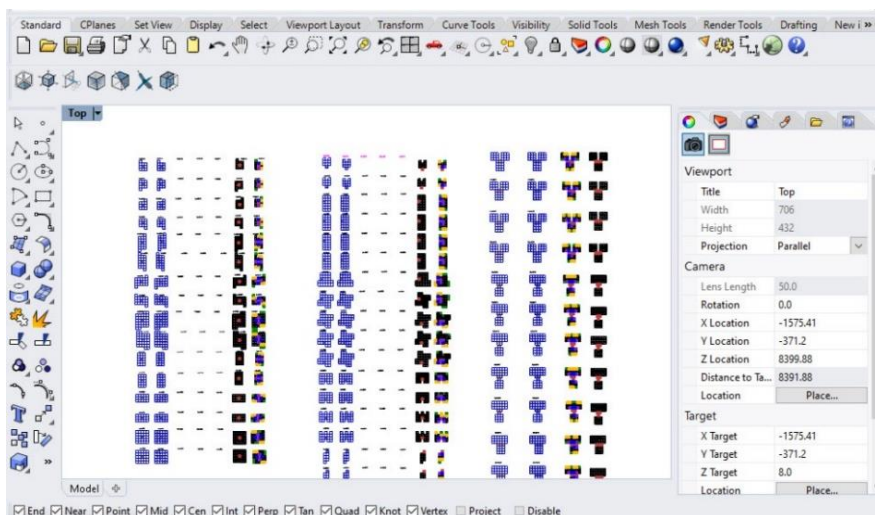 Standard CPlanes Set View Display Select Viewport Layout Transform Curve Tools Visibility Solid Tools Mesh Tools Render Tools Drafting New i »
Top
Viewport
Title Top
Width 706
Height 432
Projection Parallel
Camera
Lens Length 50.0
Rotation 0.0
X Location -1575.41
Y Location -371.2
Z Location 8399.88
Distance to Ta... 8391.88
Location Place...
Target
X Target -1575.41
Y Target -371.2
Z Target 8.0
Location Place...
Model
End Near Point Mid Cen Int Perp Tan Quad Knot Vertex Project Disable